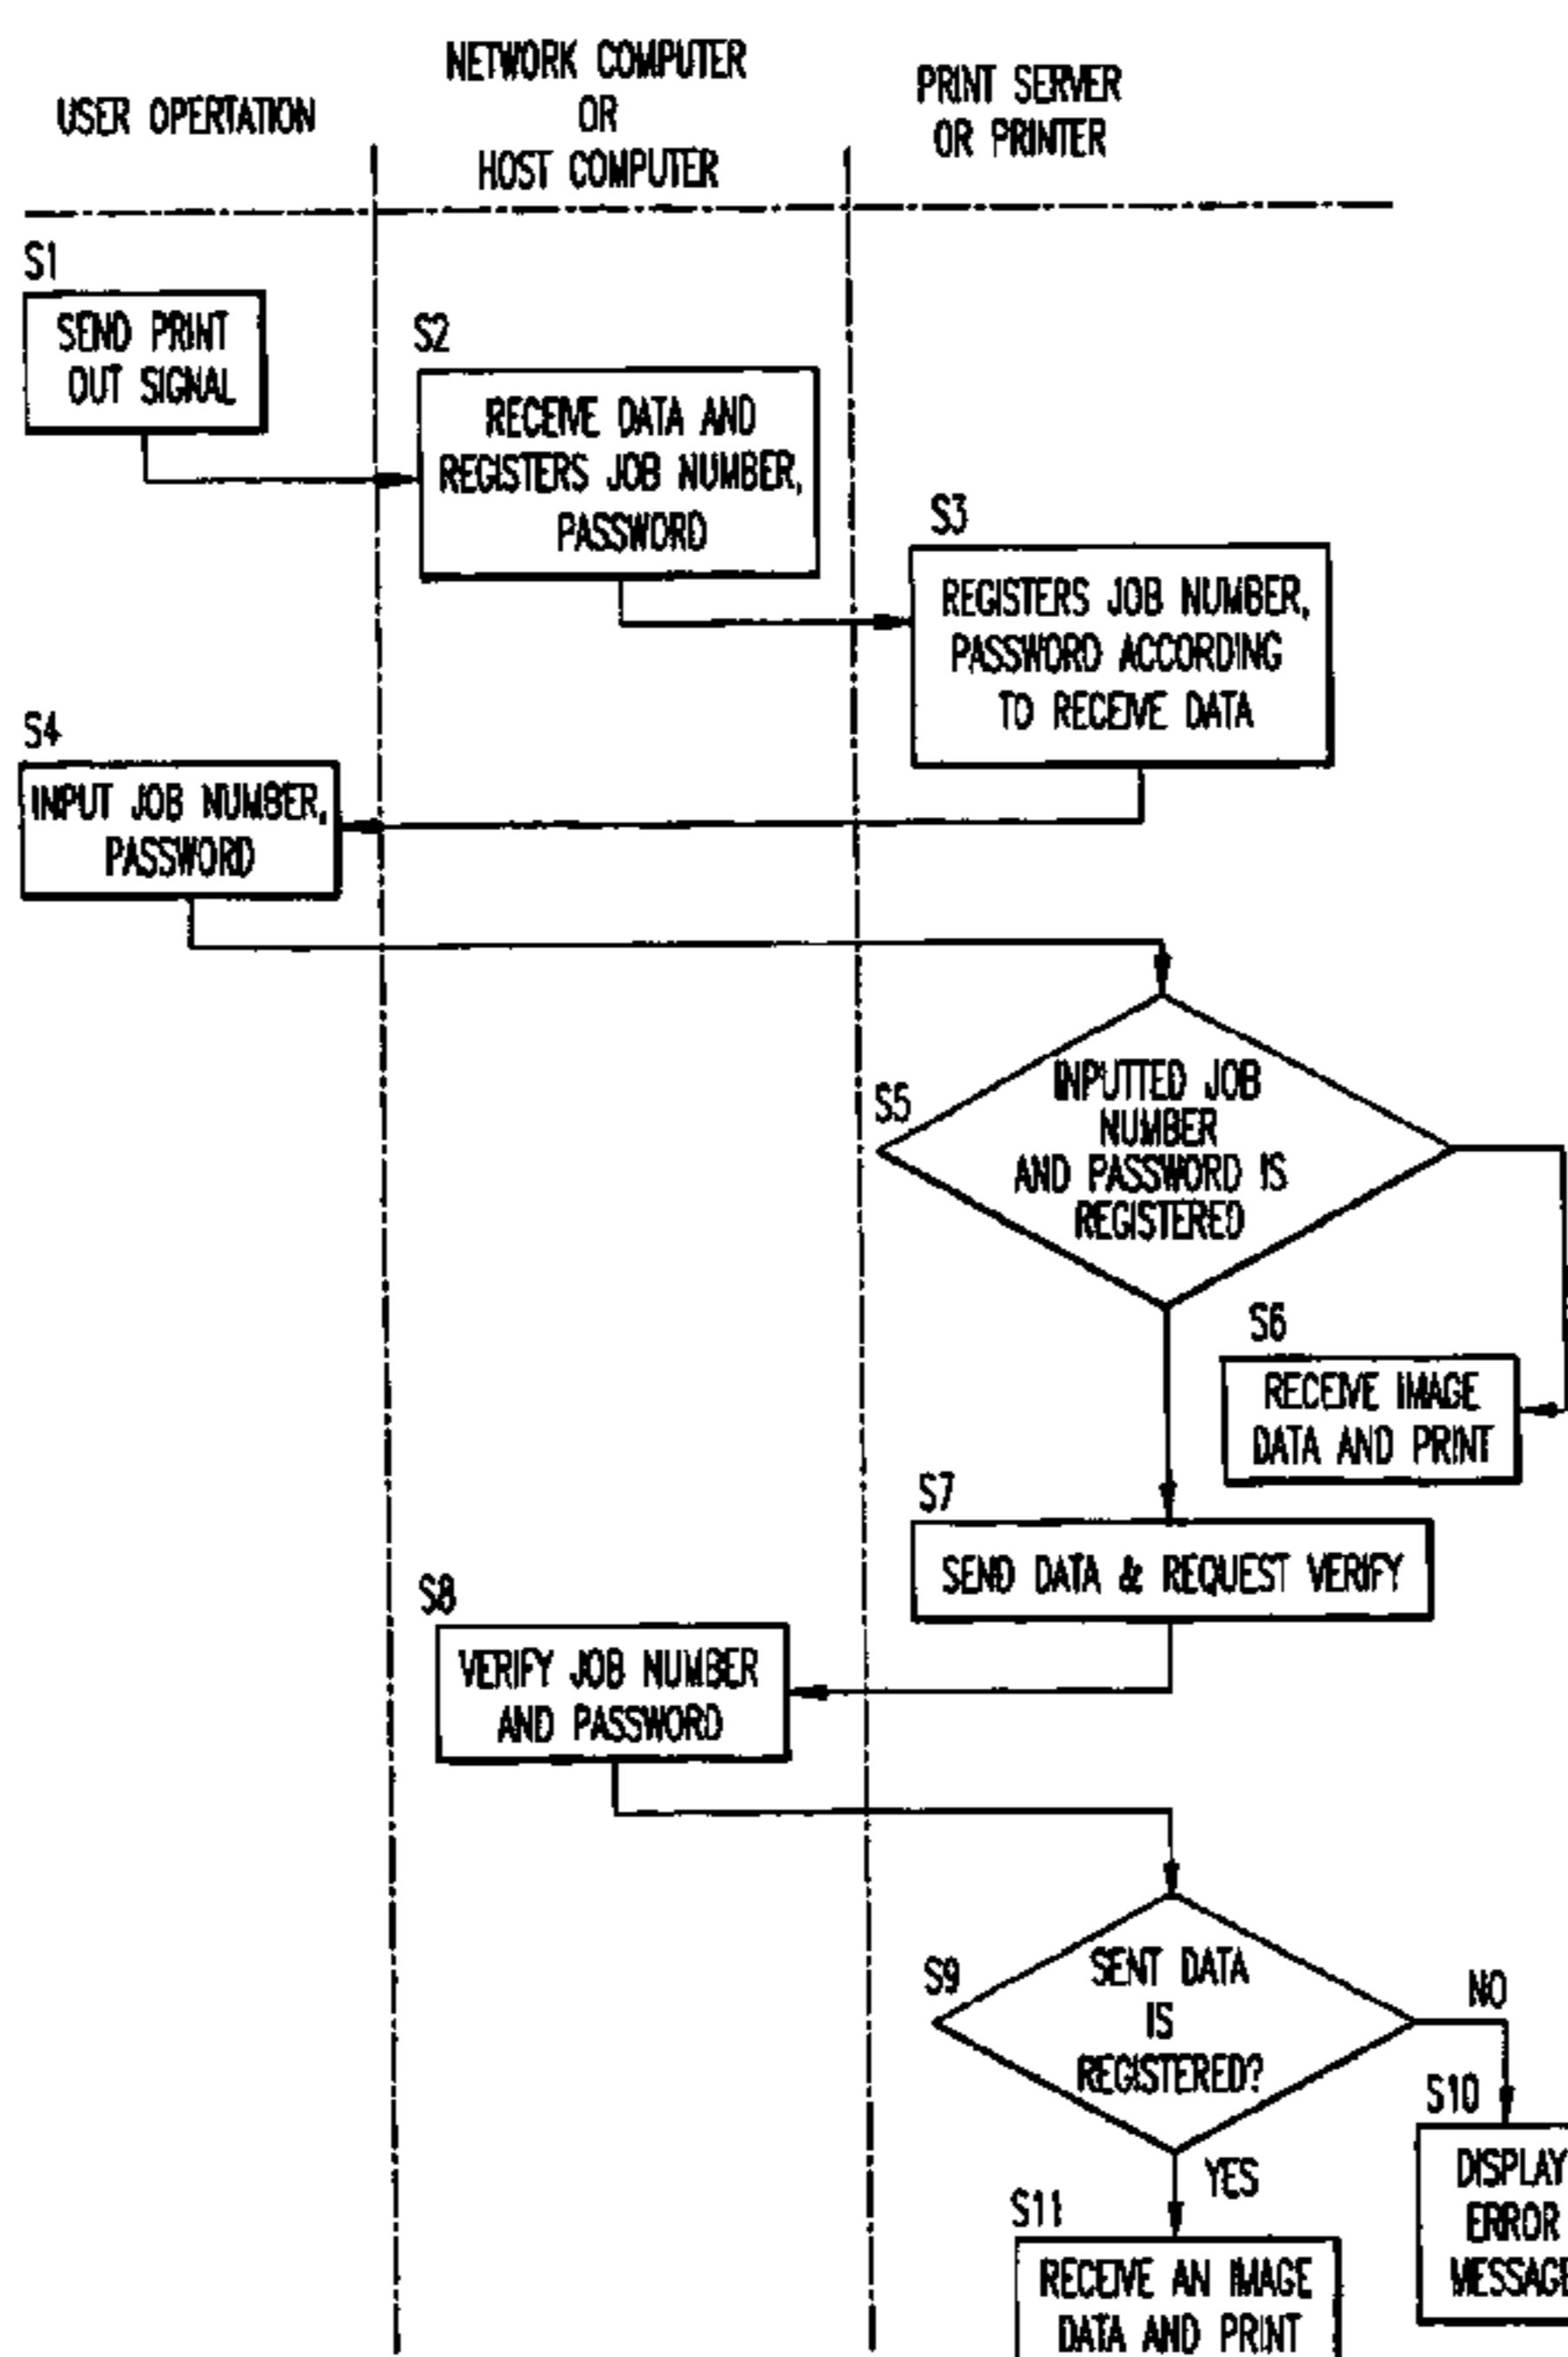 USER OPERTATION
NETWORK COMPUTER
OR
HOST COMPUTER
PRINT SERVER
OR PRINTER
S1
SEND PRINT
OUT SIGNAL
S2
RECEIVE DATA AND
REGISTERS JOB NUMBER,
PASSWORD
S3
REGISTERS JOB NUMBER,
PASSWORD ACCORDING
TO RECEIVE DATA
S4
INPUT JOB NUMBER,
PASSWORD
S5
INPUTTED JOB
NUMBER
AND PASSWORD IS
REGISTERED
S6
RECEIVE IMAGE
DATA AND PRINT
S7
SEND DATA & REQUEST VERIFY
S8
VERIFY JOB NUMBER
AND PASSWORD
S9
SENT DATA
IS
REGISTERED?
NO
S10
DISPLAY
ERROR
MESSAGE
YES
S11
RECEIVE AN IMAGE
DATA AND PRINT